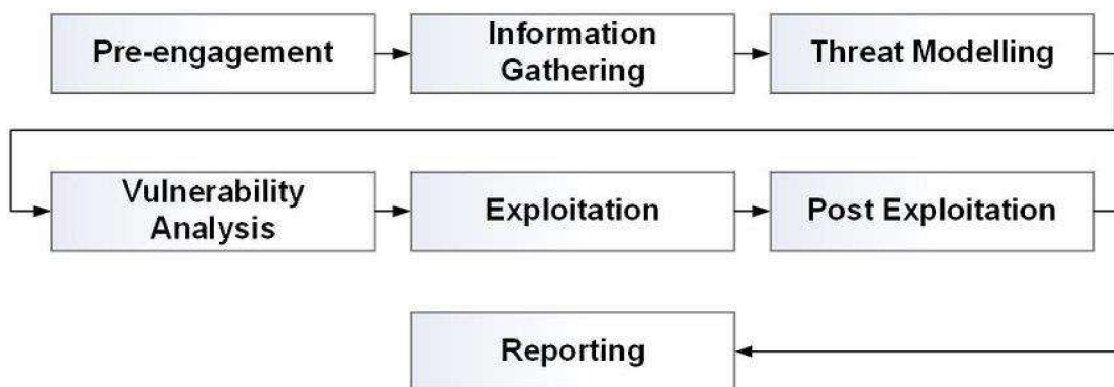 Pre-engagement
Information
Gathering
Threat Modelling
Vulnerability
Analysis
Exploitation
Post Exploitation
Reporting